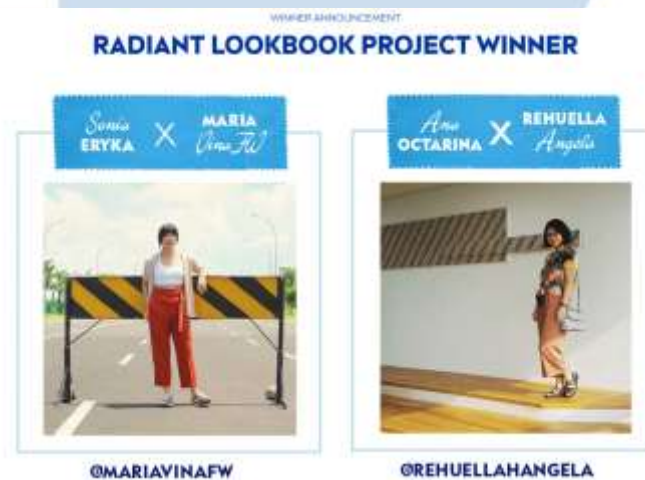 WINNER ANNOUNCEMENT
RADIANT LOOKBOOK PROJECT WINNER
Sonia
ERYKA
X
MARIA
Vina FW
Ana
OCTARINA
X
REHUELLA
Angela
@MARIAVINAFW
@REHUELLAHANGELA